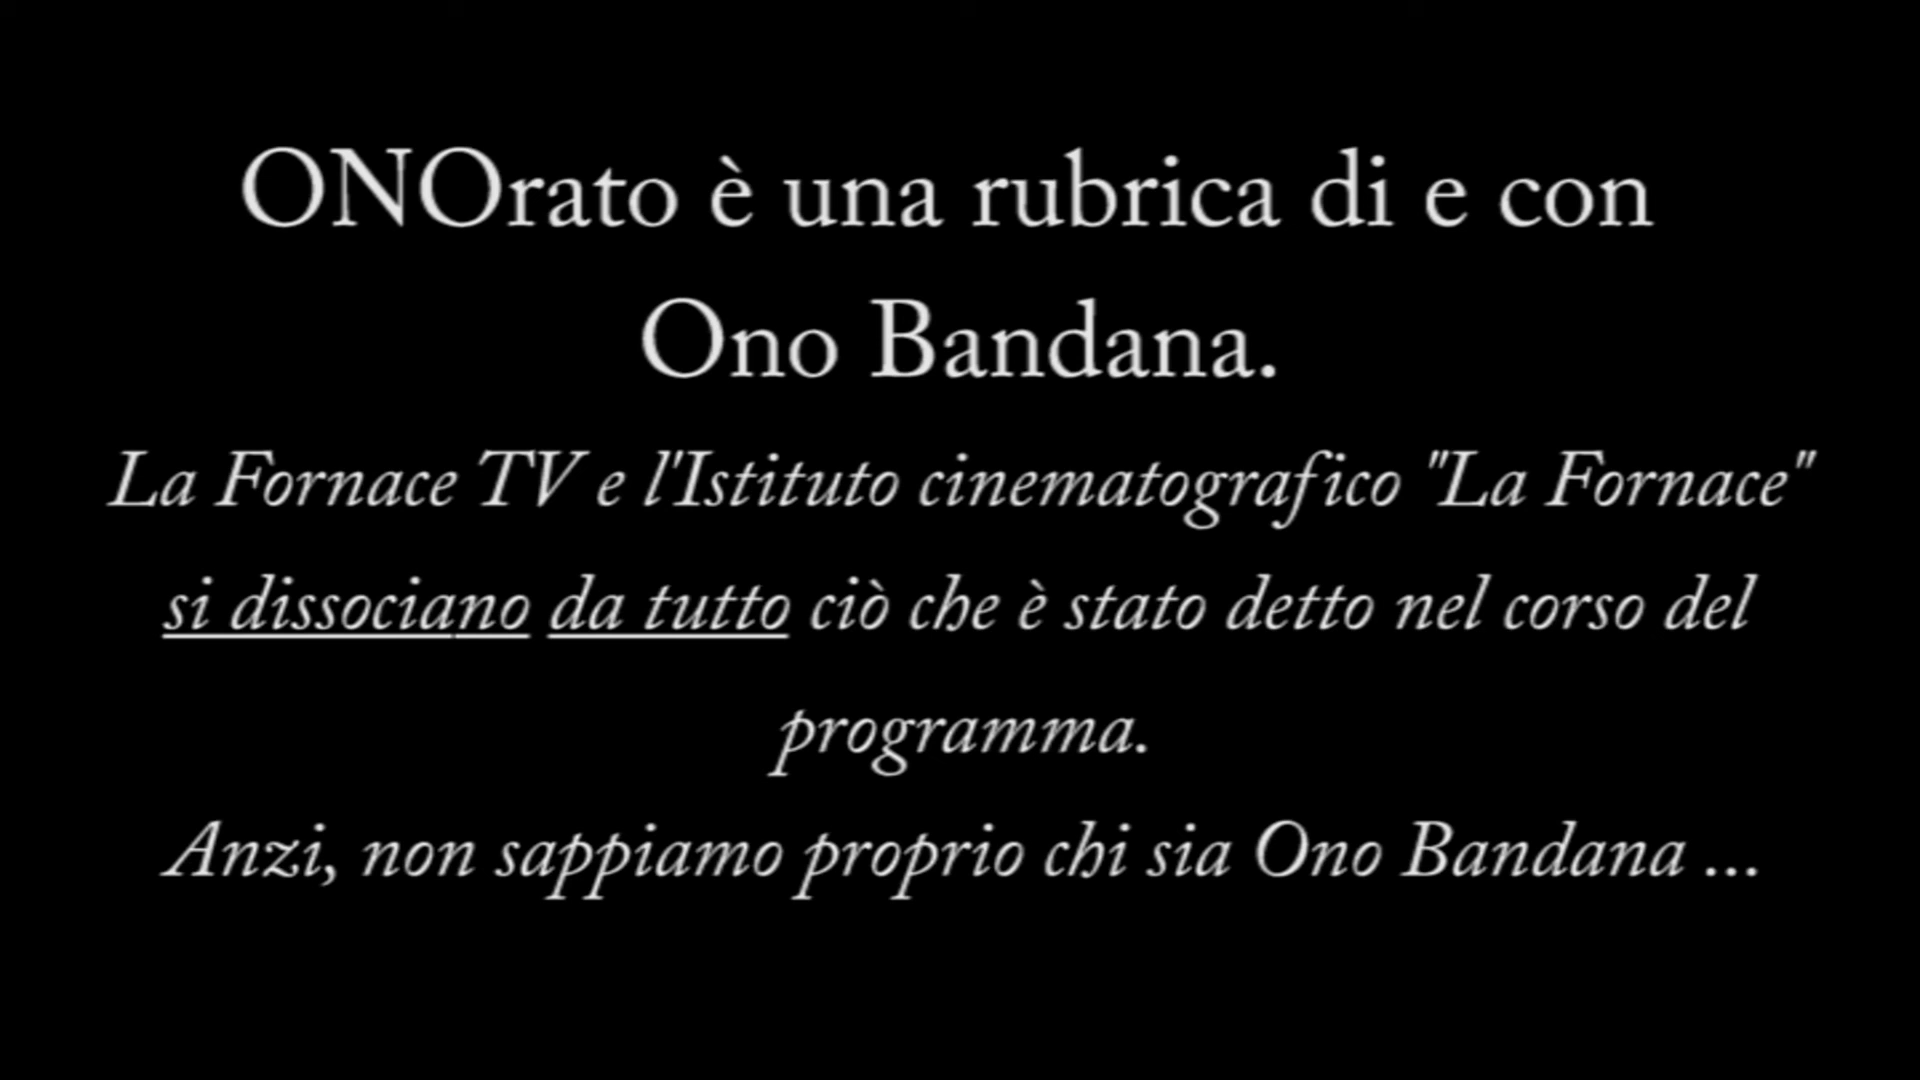 ONOrato è una rubrica di e con
Ono Bandana.
La Fornace TV e l'Istituto cinematografico "La Fornace"
si dissociano da tutto ciò che è stato detto nel corso del
programma.
Anzi, non sappiamo proprio chi sia Ono Bandana ...